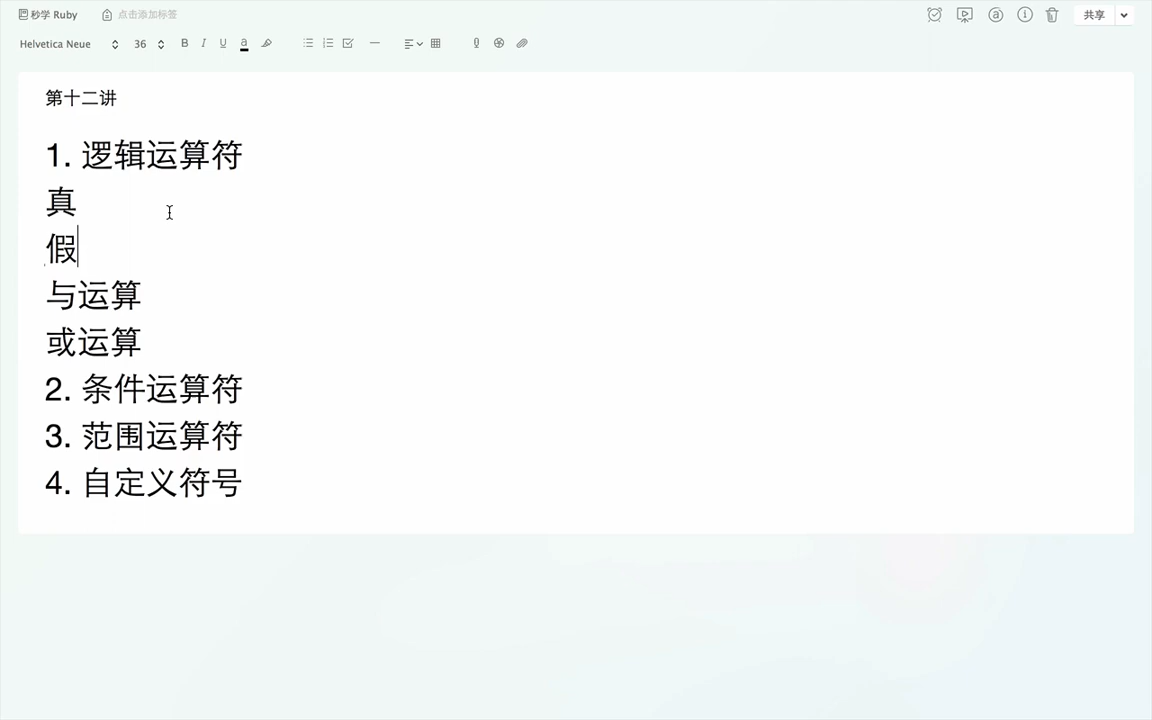 秒学 Ruby 点击添加标签 共享
Helvetica Neue 36 B I U a
第十二讲
1. 逻辑运算符
真
假
与运算
或运算
2. 条件运算符
3. 范围运算符
4. 自定义符号